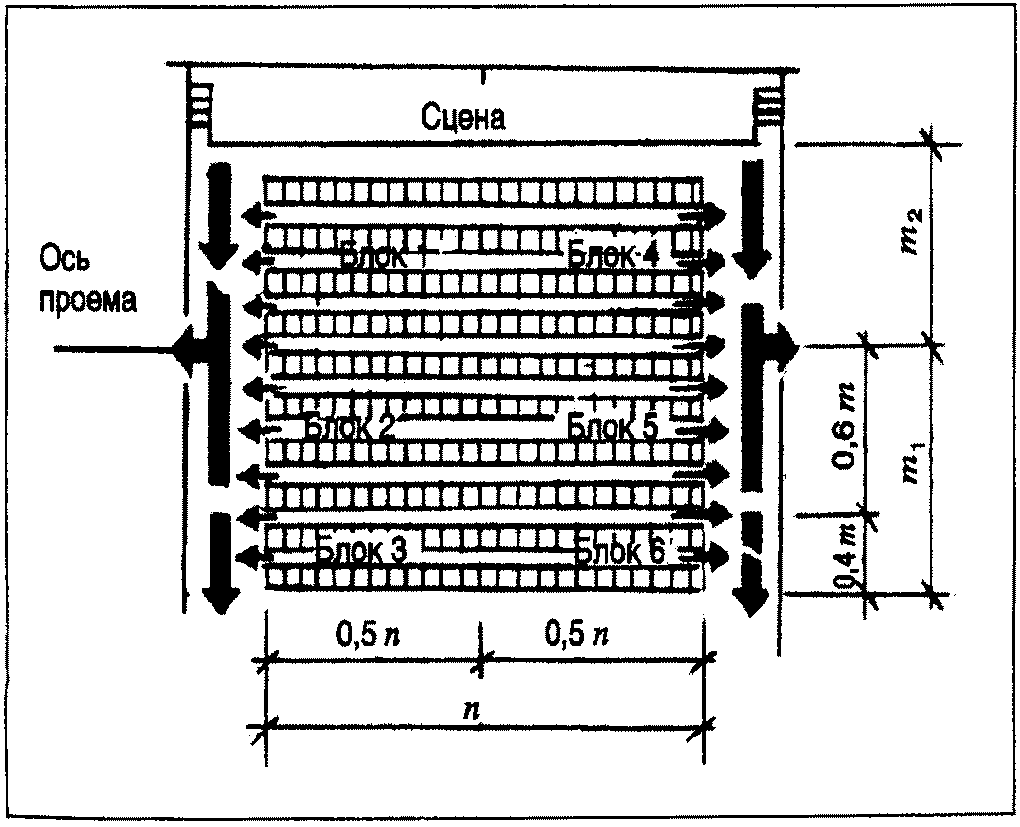 Сцена
m2
Блок 1
Блок 4
Ось
проема
0,6 m
m1
Блок 2
Блок 5
Блок 3
Блок 6
0,4 m
0,5 n
0,5 n
n